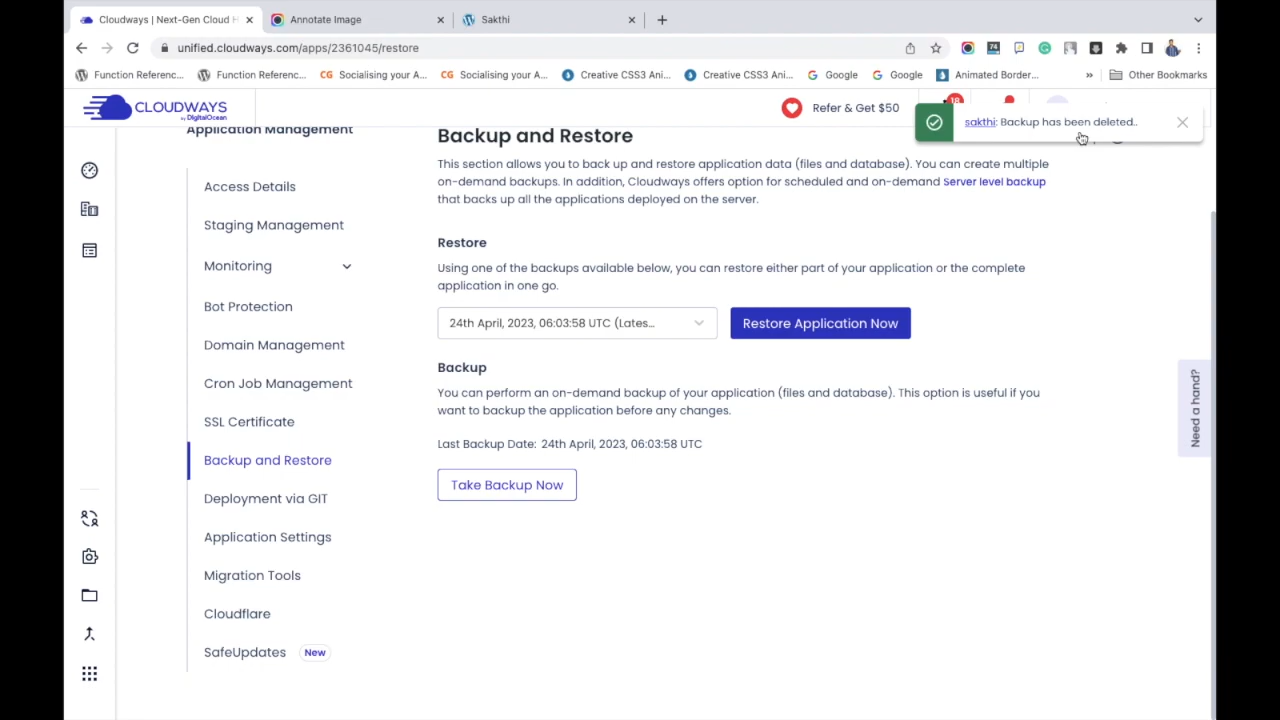 Cloudways | Next-Gen Cloud H
Annotate Image
Sakthi
unified.cloudways.com/apps/2361045/restore
Function Referenc...
Function Referenc...
CG Socialising your A...
CG Socialising your A...
Creative CSS3 Ani...
Creative CSS3 Ani...
Google
Google
Animated Border...
»
Other Bookmarks
CLOUDWAYS
by DigitalOcean
Refer & Get $50
18
sakthi: Backup has been deleted..
Application Management
Access Details
Staging Management
Monitoring
Bot Protection
Domain Management
Cron Job Management
SSL Certificate
Backup and Restore
Deployment via GIT
Application Settings
Migration Tools
Cloudflare
SafeUpdates New
Backup and Restore
This section allows you to back up and restore application data (files and database). You can create multiple
on-demand backups. In addition, Cloudways offers option for scheduled and on-demand Server level backup
that backs up all the applications deployed on the server.
Restore
Using one of the backups available below, you can restore either part of your application or the complete
application in one go.
24th April, 2023, 06:03:58 UTC (Lates...
Restore Application Now
Backup
You can perform an on-demand backup of your application (files and database). This option is useful if you
want to backup the application before any changes.
Last Backup Date: 24th April, 2023, 06:03:58 UTC
Take Backup Now
Need a hand?